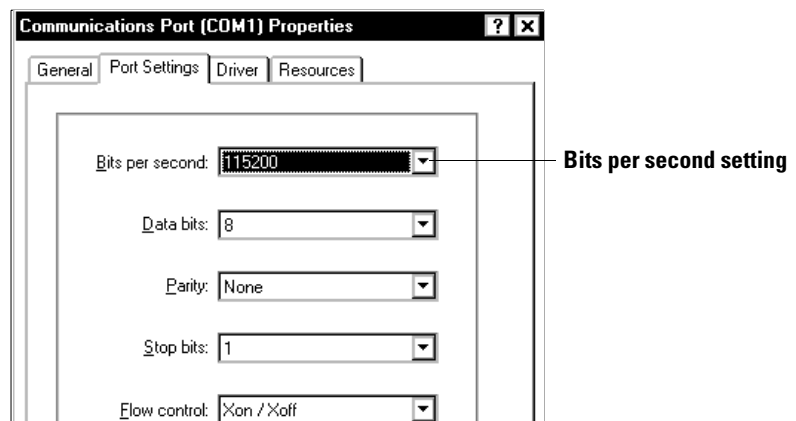 Communications Port (COM1) Properties ? X
General Port Settings Driver Resources
Bits per second: 115200
Bits per second setting
Data bits: 8
Parity: None
Stop bits: 1
Flow control: Xon / Xoff